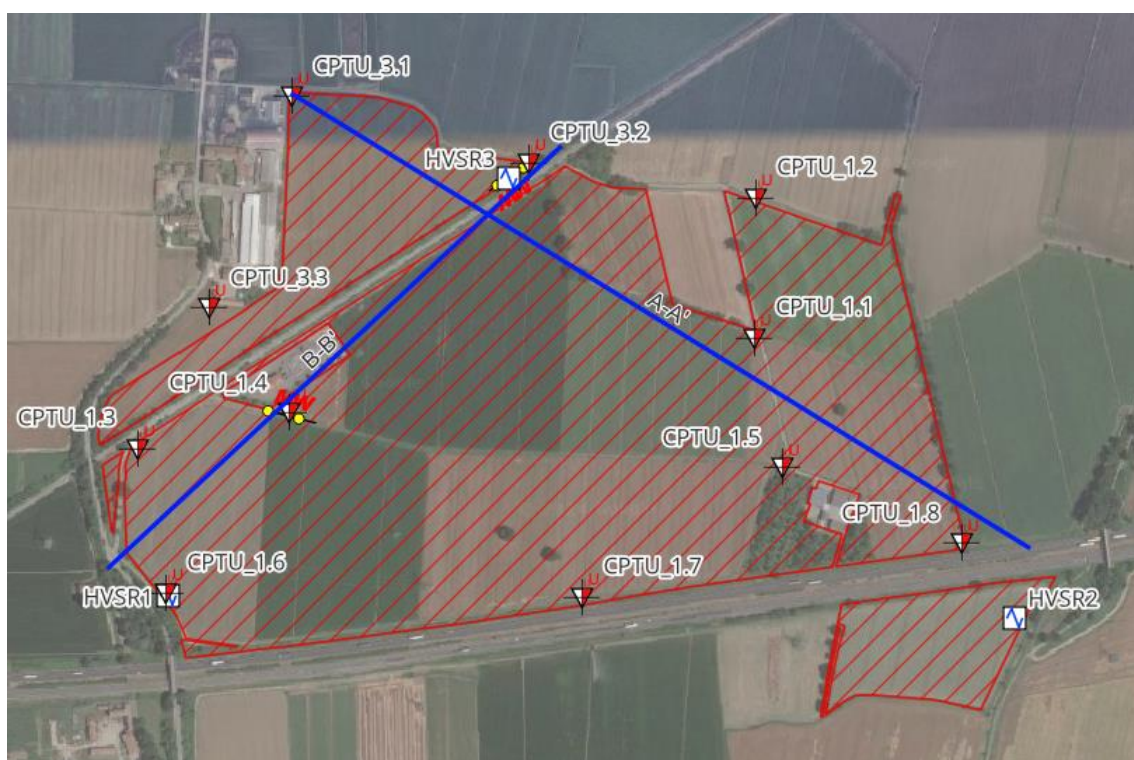 CPTU_3.1
U
CPTU_3.2
U
HVSR3
CPTU_1.2
U
CPTU_3.3
U
CPTU_1.1
U
A-A'
B-B'
CPTU_1.4
CPTU_1.3
U
CPTU_1.5
U
CPTU_1.8
U
CPTU_1.6
U
HVSR1
CPTU_1.7
U
HVSR2